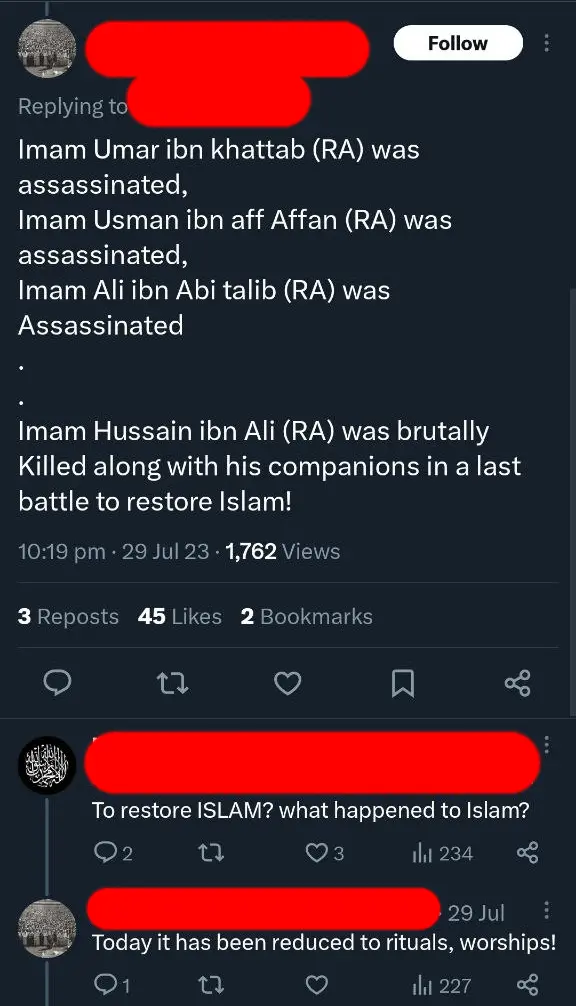 Follow
Replying to
Imam Umar ibn khattab (RA) was
assassinated,
Imam Usman ibn aff Affan (RA) was
assassinated,
Imam Ali ibn Abi talib (RA) was
Assassinated
.
.
Imam Hussain ibn Ali (RA) was brutally
Killed along with his companions in a last
battle to restore Islam!
10:19 pm · 29 Jul 23 · 1,762 Views
3 Reposts 45 Likes 2 Bookmarks
To restore ISLAM? what happened to Islam?
2 3 234
· 29 Jul
Today it has been reduced to rituals, worships!
1 227